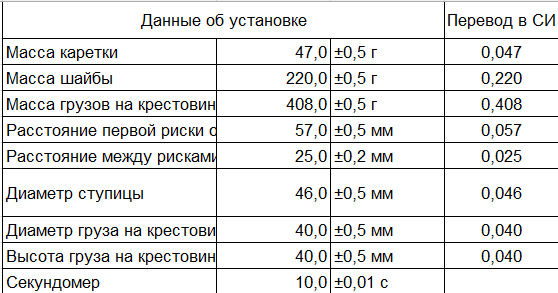 Данные об установке Перевод в СИ
Масса каретки 47,0 ±0,5 г 0,047
Масса шайбы 220,0 ±0,5 г 0,220
Масса грузов на крестовин 408,0 ±0,5 г 0,408
Расстояние первой риски о 57,0 ±0,5 мм 0,057
Расстояние между рисками 25,0 ±0,2 мм 0,025
Диаметр ступицы 46,0 ±0,5 мм 0,046
Диаметр груза на крестови 40,0 ±0,5 мм 0,040
Высота груза на крестовин 40,0 ±0,5 мм 0,040
Секундомер 10,0 ±0,01 с